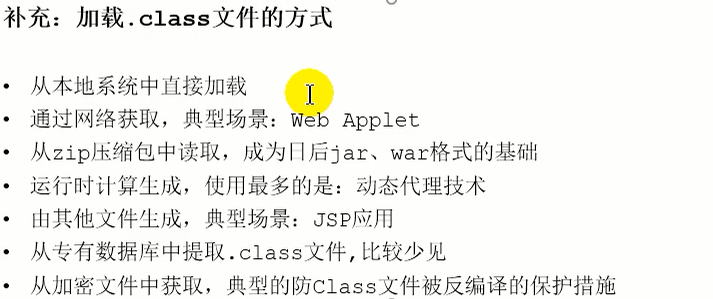 补充：加载.class文件的方式
• 从本地系统中直接加载
• 通过网络获取，典型场景：Web Applet
• 从zip压缩包中读取，成为日后jar、war格式的基础
• 运行时计算生成，使用最多的是：动态代理技术
• 由其他文件生成，典型场景：JSP应用
• 从专有数据库中提取.class文件,比较少见
• 从加密文件中获取，典型的防Class文件被反编译的保护措施